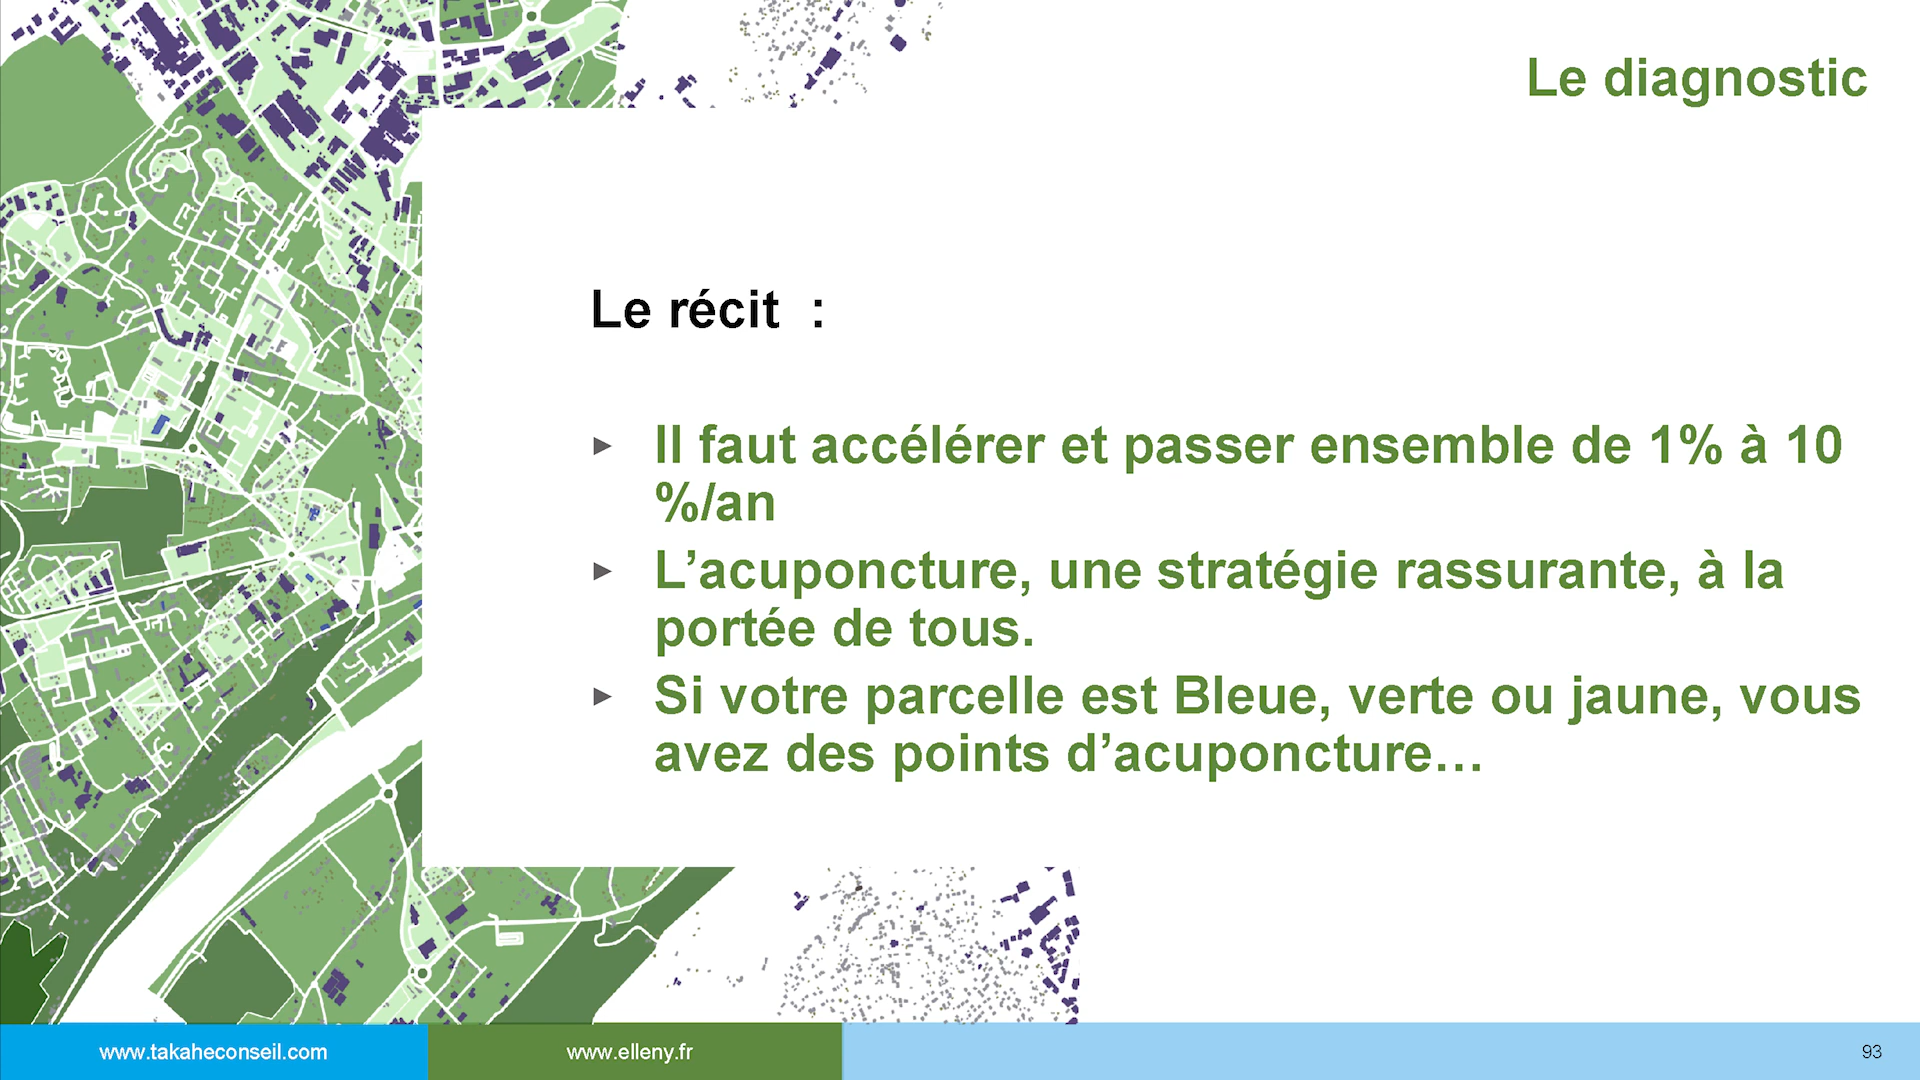 Le diagnostic
Le récit  :
► Il faut accélérer et passer ensemble de 1% à 10
%/an
► L’acuponcture, une stratégie rassurante, à la
portée de tous.
► Si votre parcelle est Bleue, verte ou jaune, vous
avez des points d’acuponcture…
www.takaheconseil.com
www.elleny.fr
93